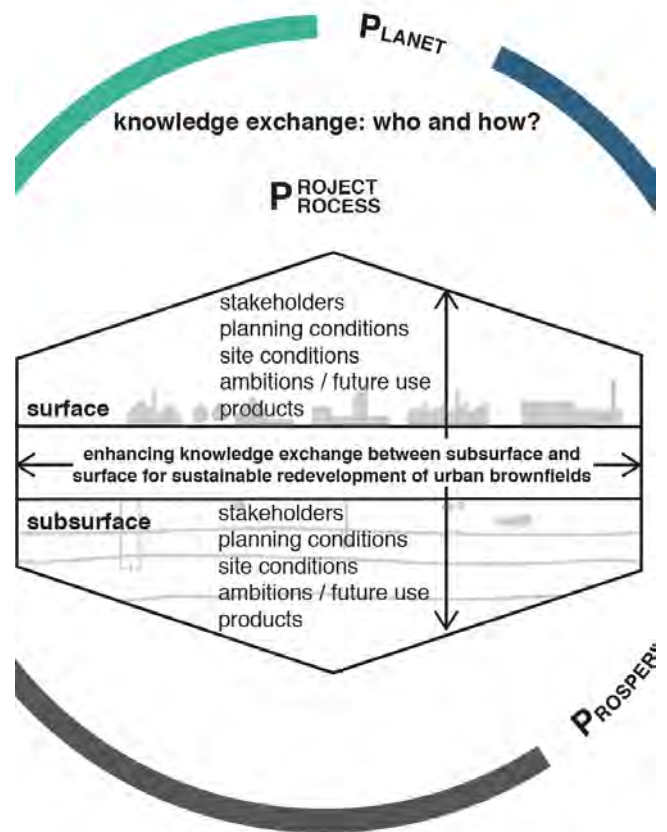 PLANET
knowledge exchange: who and how?
PROJECT
ROCESS
stakeholders
planning conditions
site conditions
ambitions / future use
products
surface
enhancing knowledge exchange between subsurface and
surface for sustainable redevelopment of urban brownfields
subsurface
stakeholders
planning conditions
site conditions
ambitions / future use
products
PROSPERI